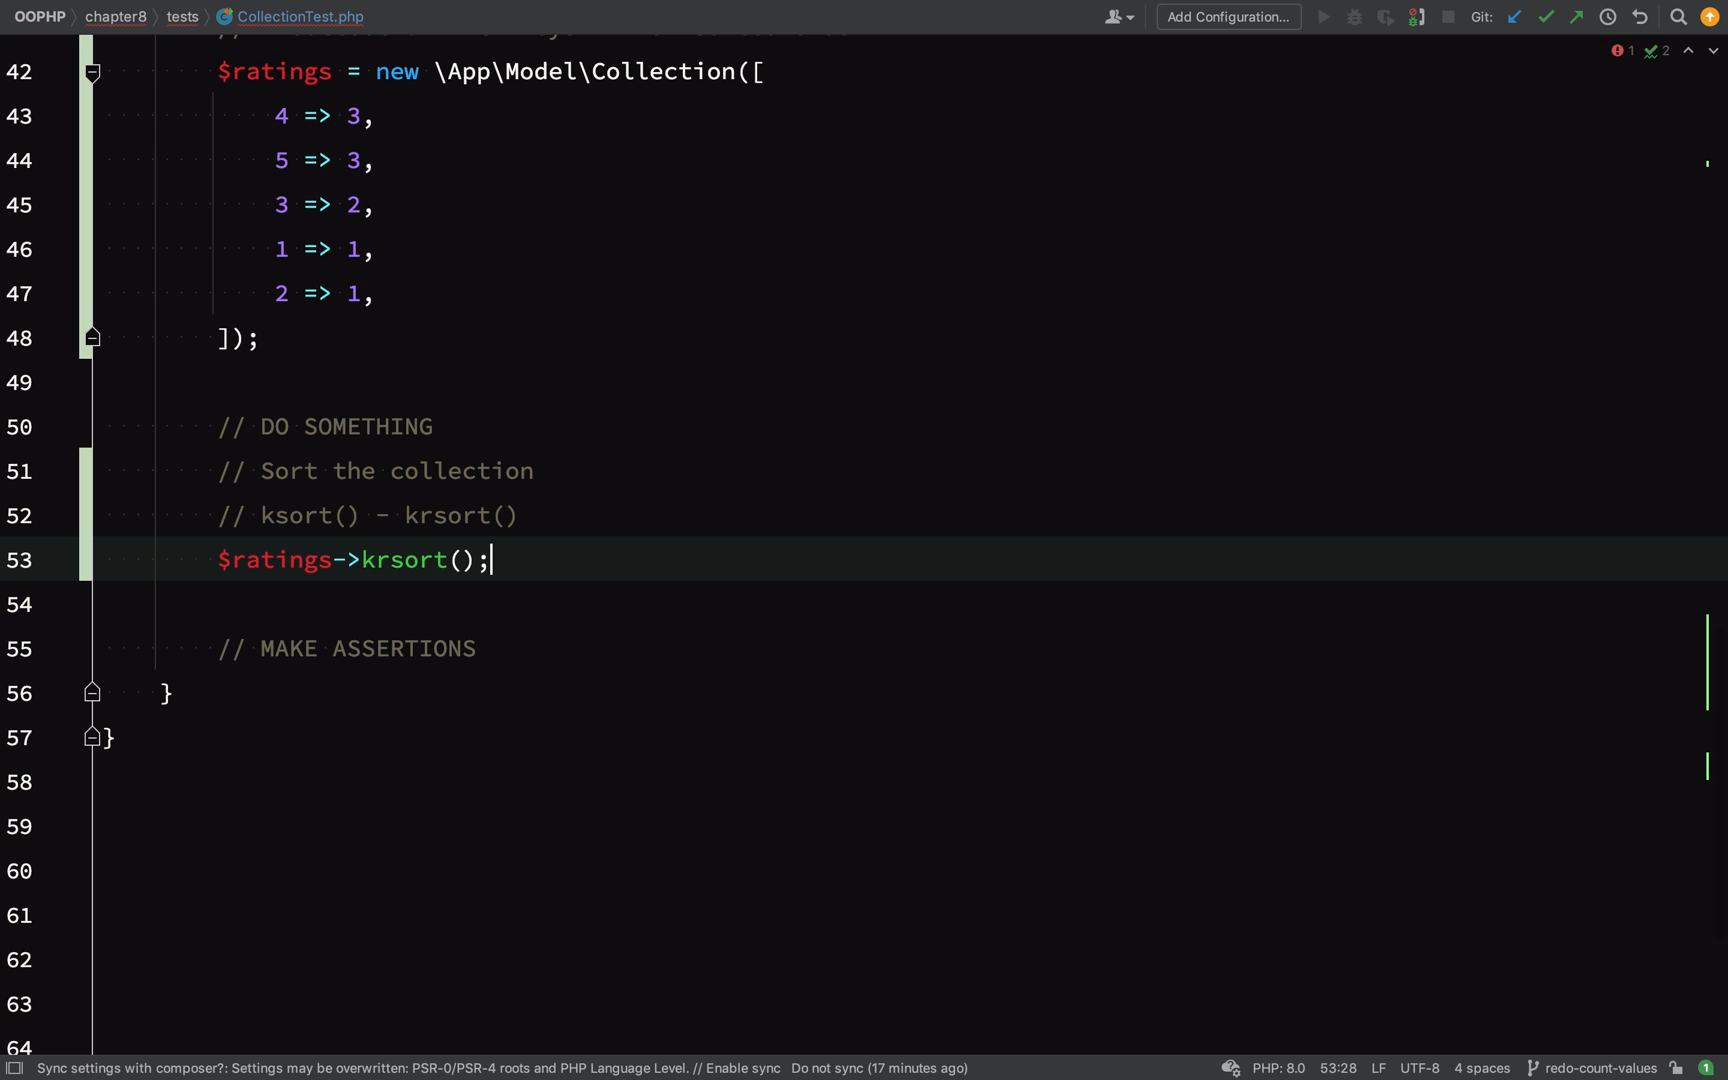 OOPHP chapter8 tests CollectionTest.php Add Configuration... Git:
1 2
42 $ratings = new \App\Model\Collection([
43 4 => 3,
44 5 => 3,
45 3 => 2,
46 1 => 1,
47 2 => 1,
48 ]);
49
50 // DO SOMETHING
51 // Sort the collection
52 // ksort() - krsort()
53 $ratings->krsort();
54
55 // MAKE ASSERTIONS
56 }
57 }
58
59
60
61
62
63
64
Sync settings with composer?: Settings may be overwritten: PSR-0/PSR-4 roots and PHP Language Level. // Enable sync Do not sync (17 minutes ago) PHP: 8.0 53:28 LF UTF-8 4 spaces redo-count-values 1